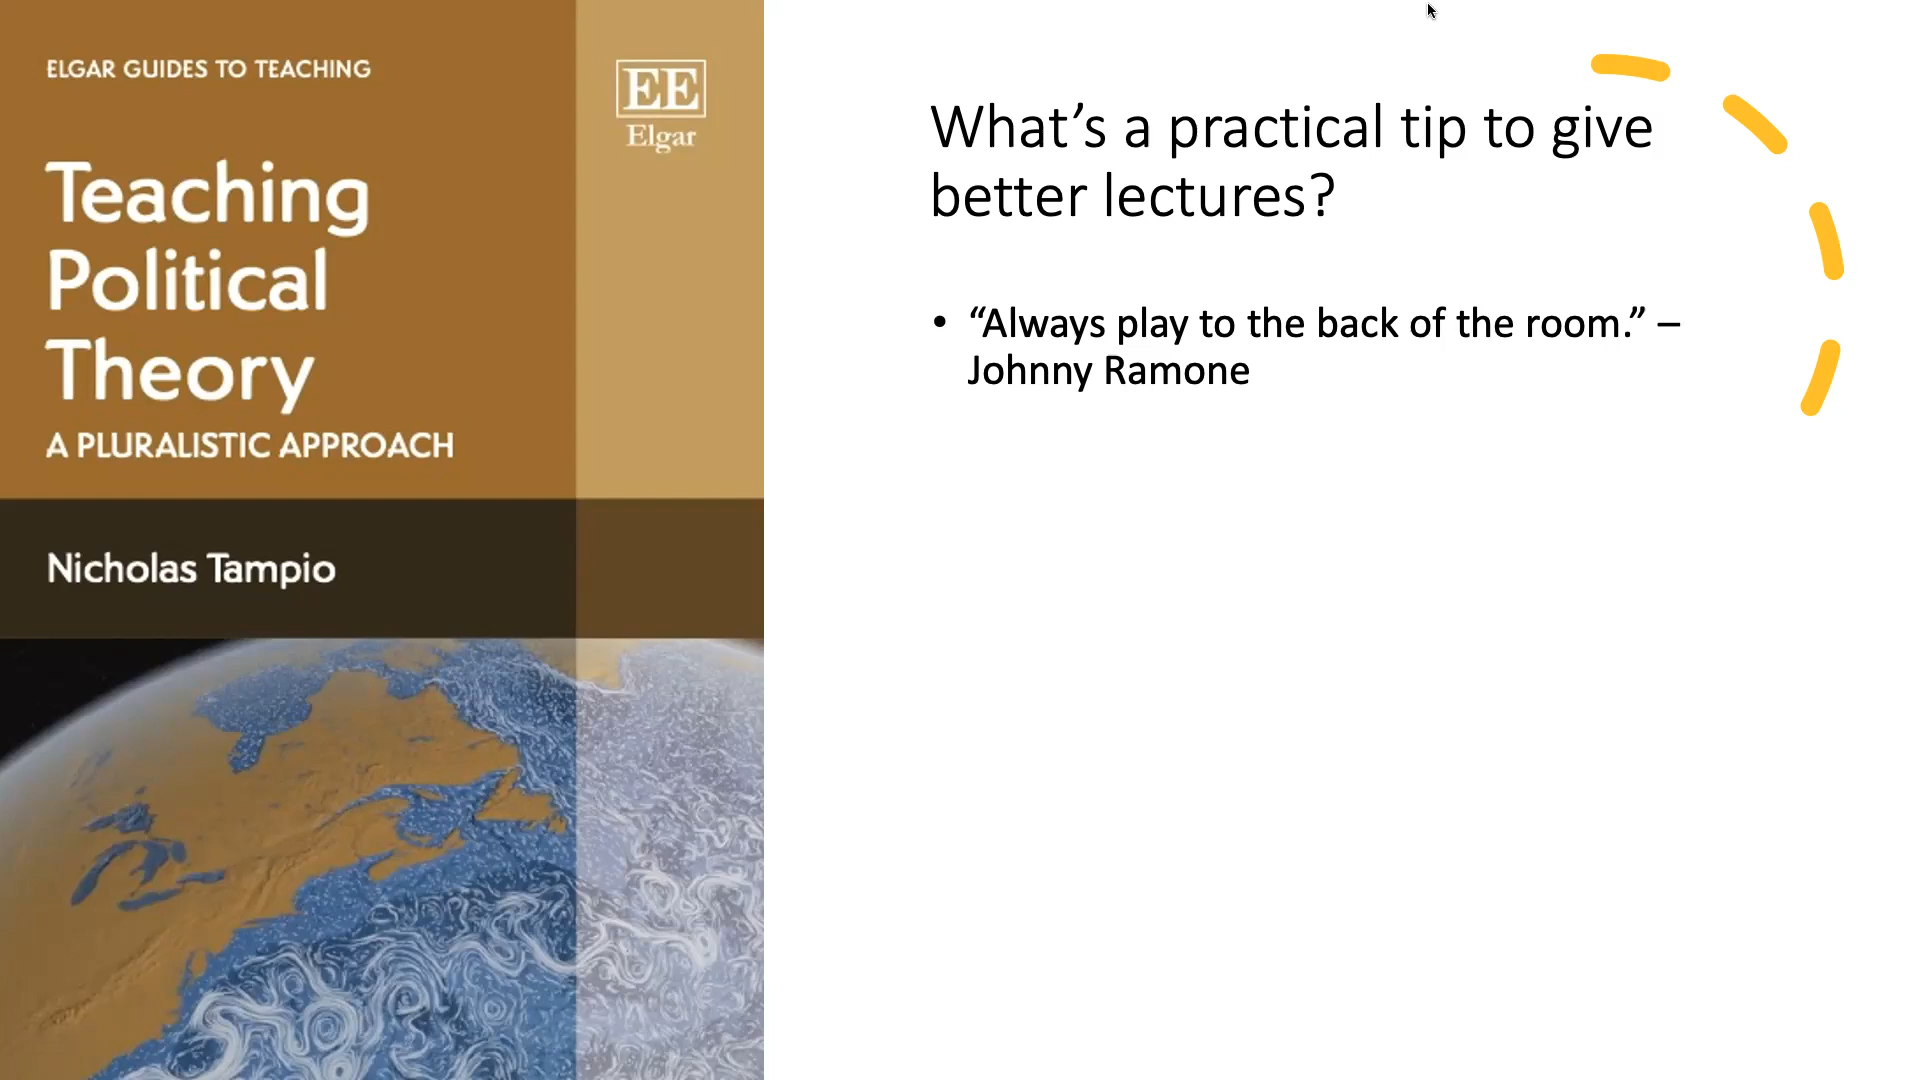 ELGAR GUIDES TO TEACHING
EE
Elgar
Teaching
Political
Theory
A PLURALISTIC APPROACH
Nicholas Tampio
What’s a practical tip to give
better lectures?
• “Always play to the back of the room.” –
Johnny Ramone